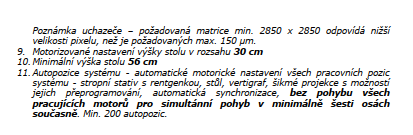 Poznámka uchazeče – požadovaná matrice min. 2850 x 2850 odpovídá nižší
velikosti pixelu, než je požadovaných max. 150 µm.
9. Motorizované nastavení výšky stolu v rozsahu 30 cm
10. Minimální výška stolu 56 cm
11. Autopozice systému - automatické motorické nastavení všech pracovních pozic
systému - stropní stativ s rentgenkou, stůl, vertigraf, šikmé projekce s možností
jejich přeprogramování, automatická synchronizace, bez pohybu všech
pracujících motorů pro simultánní pohyb v minimálně šesti osách
současně. Min. 200 autopozic.